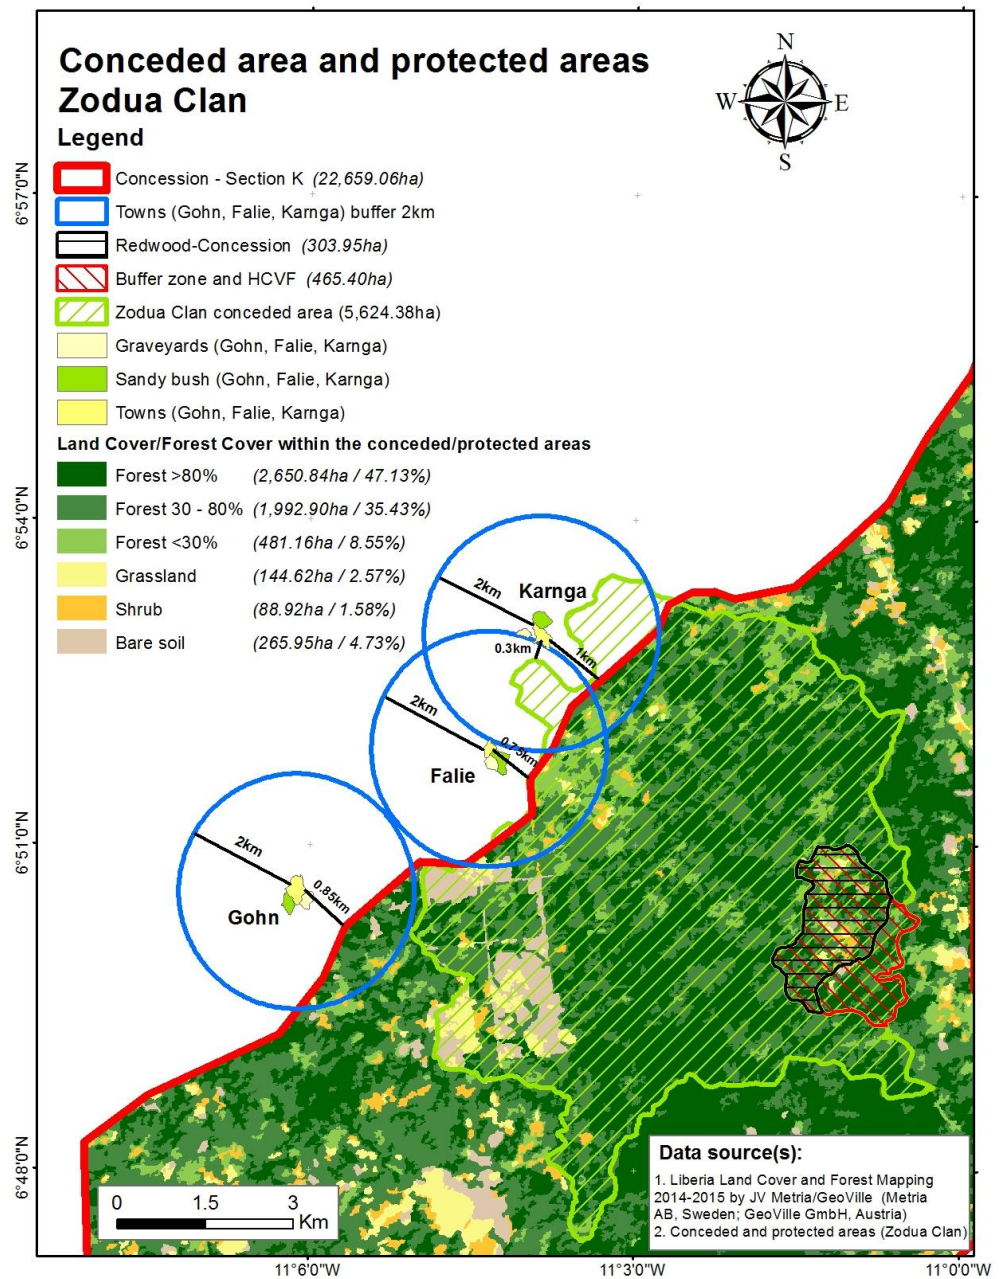 Conceded area and protected areas
Zodua Clan
N
W
E
S
Legend
Concession - Section K (22,659.06ha)
Towns (Gohn, Falie, Karnga) buffer 2km
Redwood-Concession (303.95ha)
Buffer zone and HCVF (465.40ha)
Zodua Clan conceded area (5,624.38ha)
Graveyards (Gohn, Falie, Karnga)
Sandy bush (Gohn, Falie, Karnga)
Towns (Gohn, Falie, Karnga)
Land Cover/Forest Cover within the conceded/protected areas
Forest >80% (2,650.84ha / 47.13%)
Forest 30 - 80% (1,992.90ha / 35.43%)
Forest <30% (481.16ha / 8.55%)
Grassland (144.62ha / 2.57%)
Shrub (88.92ha / 1.58%)
Bare soil (265.95ha / 4.73%)
6°57'0"N
6°54'0"N
6°51'0"N
6°48'0"N
2km
Karnga
0.3km
1km
2km
0.75km
Falie
2km
0.85km
Gohn
0 1.5 3
Km
Data source(s):
1. Liberia Land Cover and Forest Mapping
2014-2015 by JV Metria/GeoVille (Metria
AB, Sweden; GeoVille GmbH, Austria)
2. Conceded and protected areas (Zodua Clan)
11°6'0"W
11°3'0"W
11°0'0"W